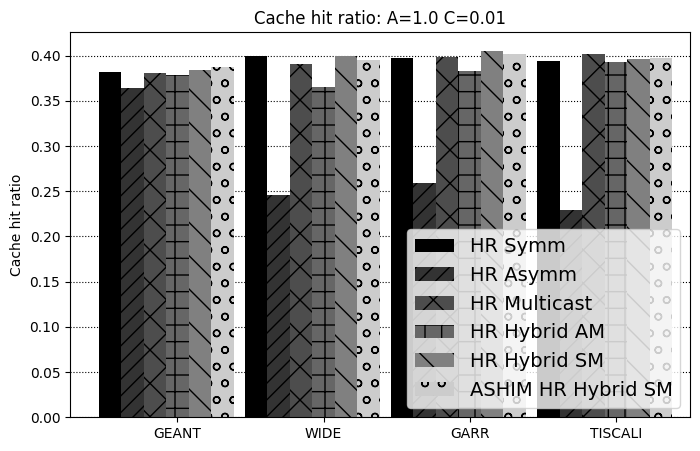 Cache hit ratio: A=1.0 C=0.01
Cache hit ratio
0.40
0.35
0.30
0.25
0.20
0.15
0.10
0.05
0.00
HR Symm
HR Asymm
HR Multicast
HR Hybrid AM
HR Hybrid SM
ASHIM HR Hybrid SM
GEANT WIDE GARR TISCALI